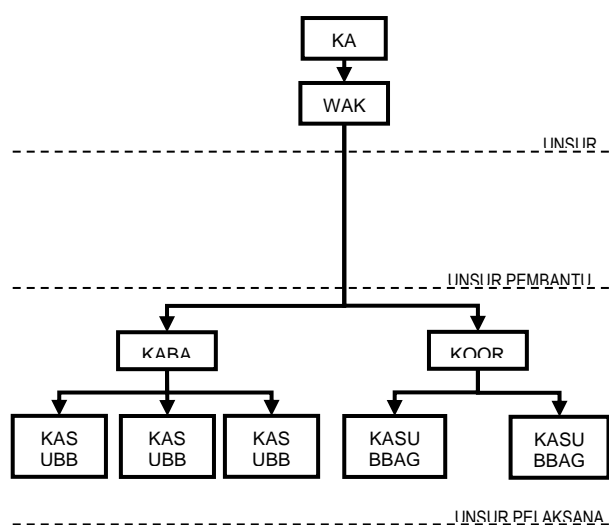 KA
WAK
UNSUR
UNSUR PEMBANTU
KABA
KOOR
KAS
UBB
KAS
UBB
KAS
UBB
KASU
BBAG
KASU
BBAG
UNSUR PELAKSANA